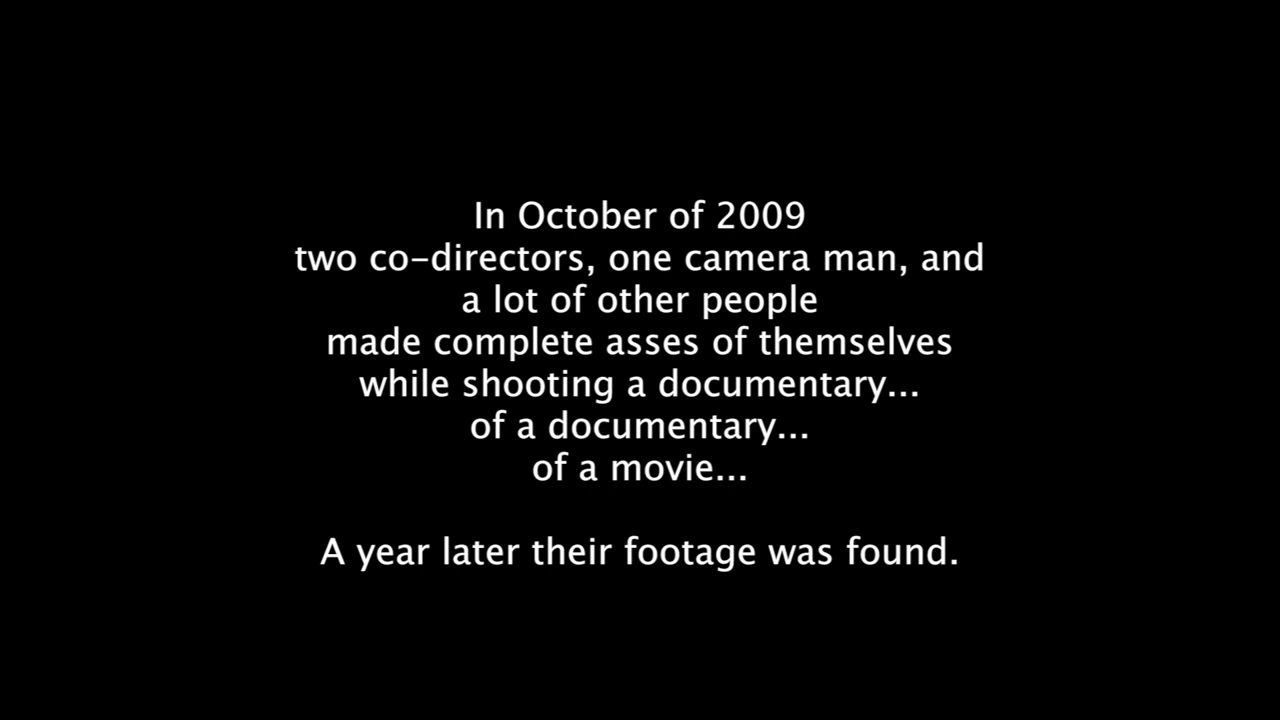 In October of 2009
two co-directors, one camera man, and
a lot of other people
made complete asses of themselves
while shooting a documentary...
of a documentary...
of a movie...
A year later their footage was found.